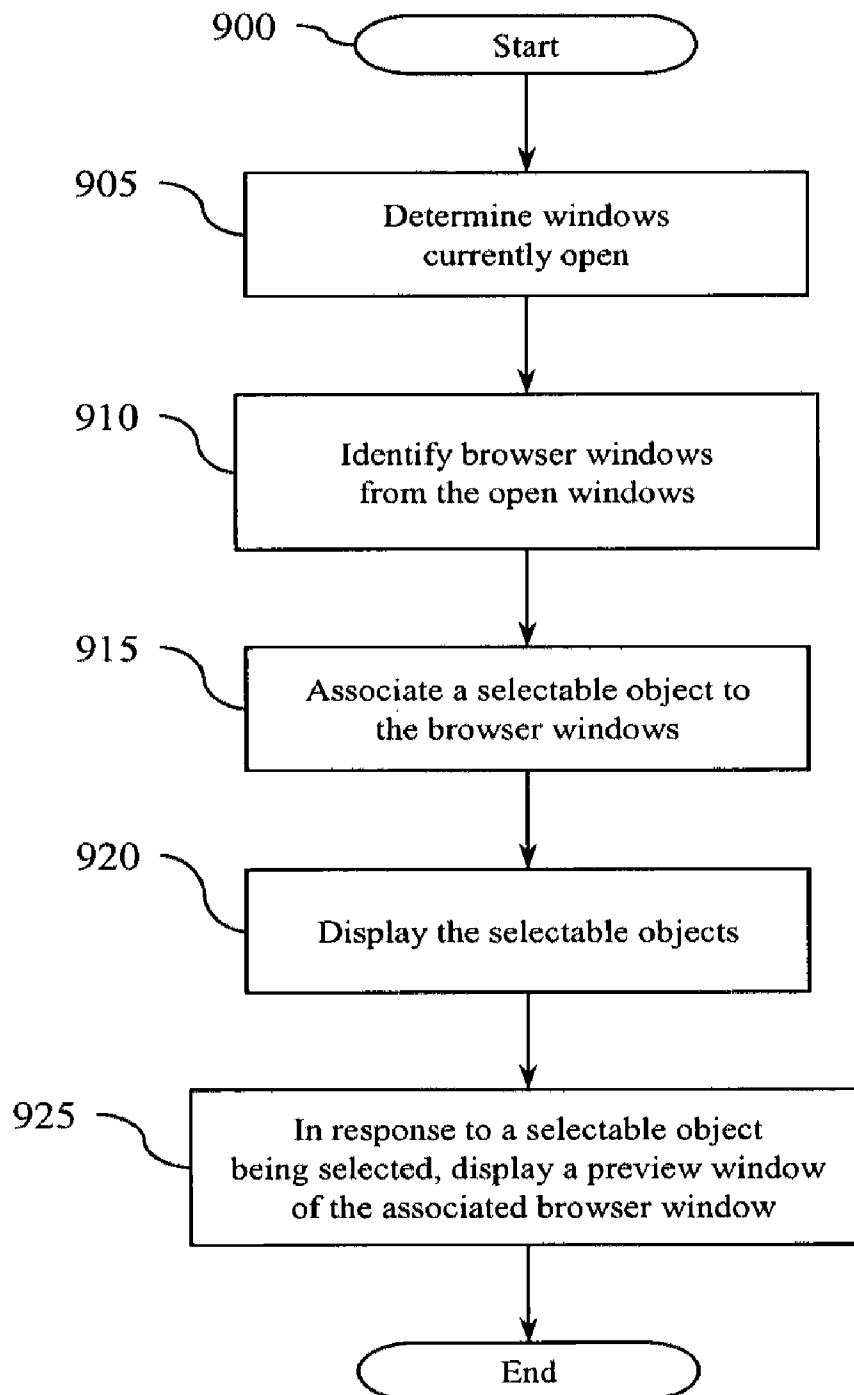 900
Start
905
Determine windows
currently open
910
Identify browser windows
from the open windows
915
Associate a selectable object to
the browser windows
920
Display the selectable objects
925
In response to a selectable object
being selected, display a preview window
of the associated browser window
End